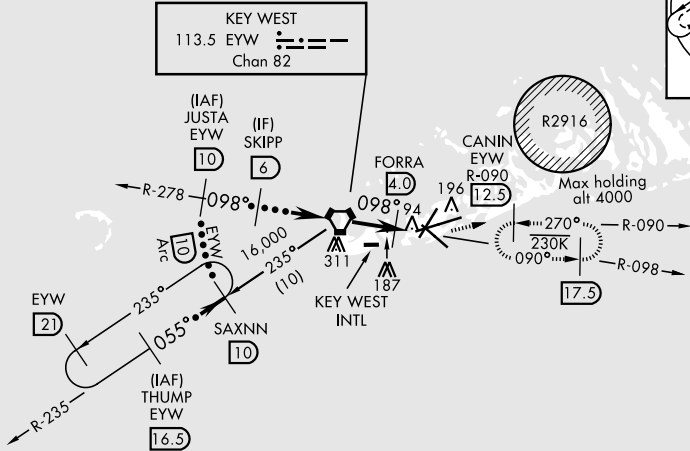 KEY WEST
113.5 EYW
Chan 82
(IAF)
JUSTA
EYW
10
(IF)
SKIPP
6
R2916
CANIN
EYW
R-090
12.5
FORRA
4.0
Max holding
alt 4000
R-278
098°
098°
94
196
270°
R-090
230K
090°
R-098
17.5
EYW
10
Arc
16,000
235°
(10)
311
187
KEY WEST
INTL
EYW
21
235°
055°
SAXNN
10
(IAF)
THUMP
EYW
16.5
R-235